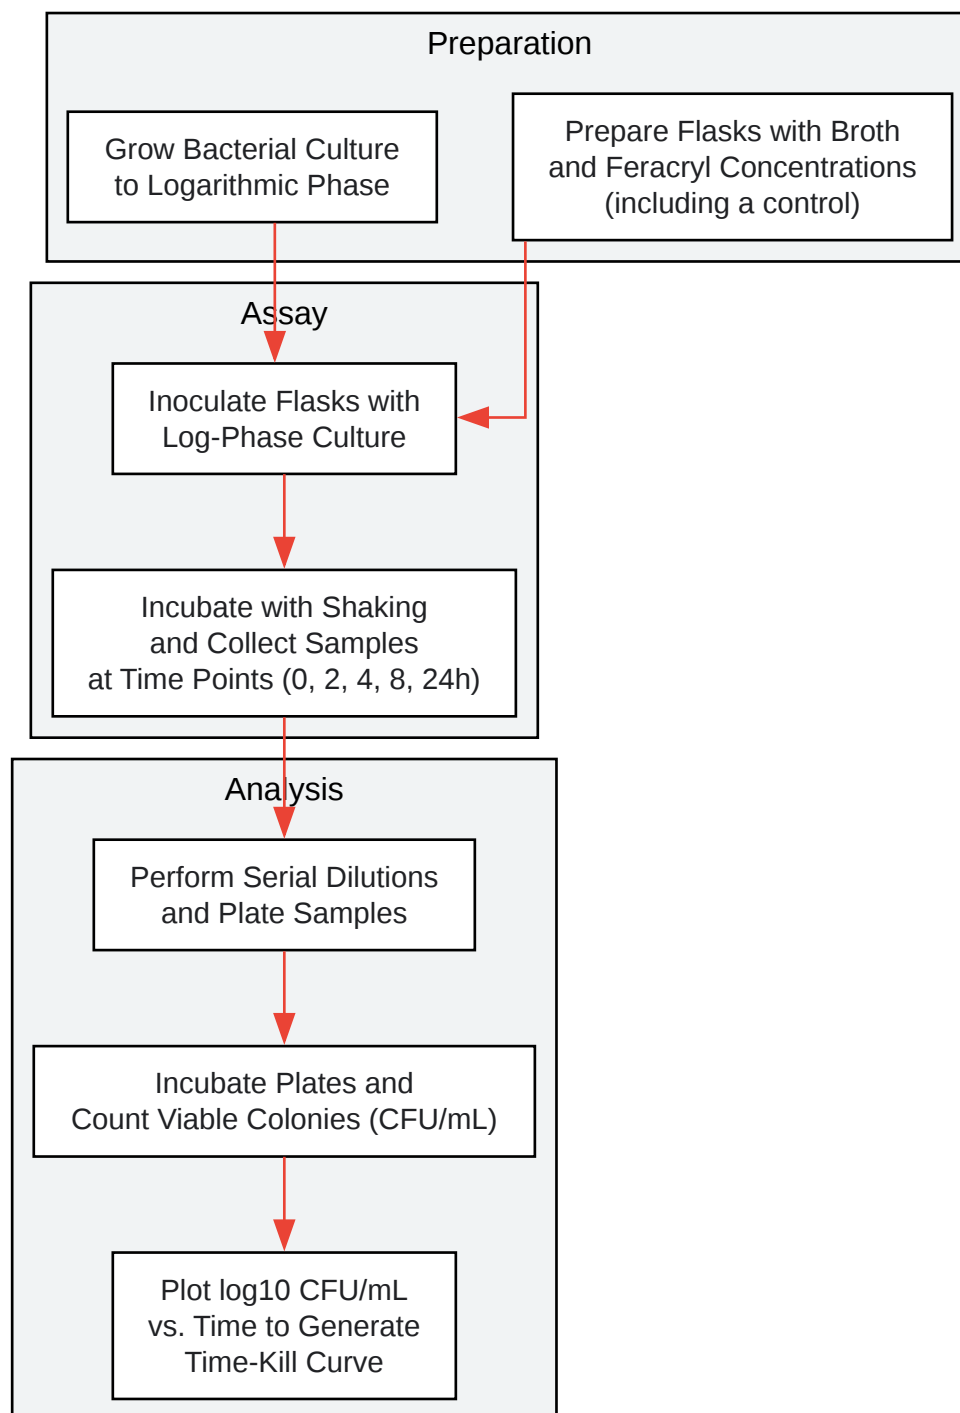 Preparation
Grow Bacterial Culture
to Logarithmic Phase
Prepare Flasks with Broth
and Feracryl Concentrations
(including a control)
Assay
Inoculate Flasks with
Log-Phase Culture
Incubate with Shaking
and Collect Samples
at Time Points (0, 2, 4, 8, 24h)
Analysis
Perform Serial Dilutions
and Plate Samples
Incubate Plates and
Count Viable Colonies (CFU/mL)
Plot log10 CFU/mL
vs. Time to Generate
Time-Kill Curve